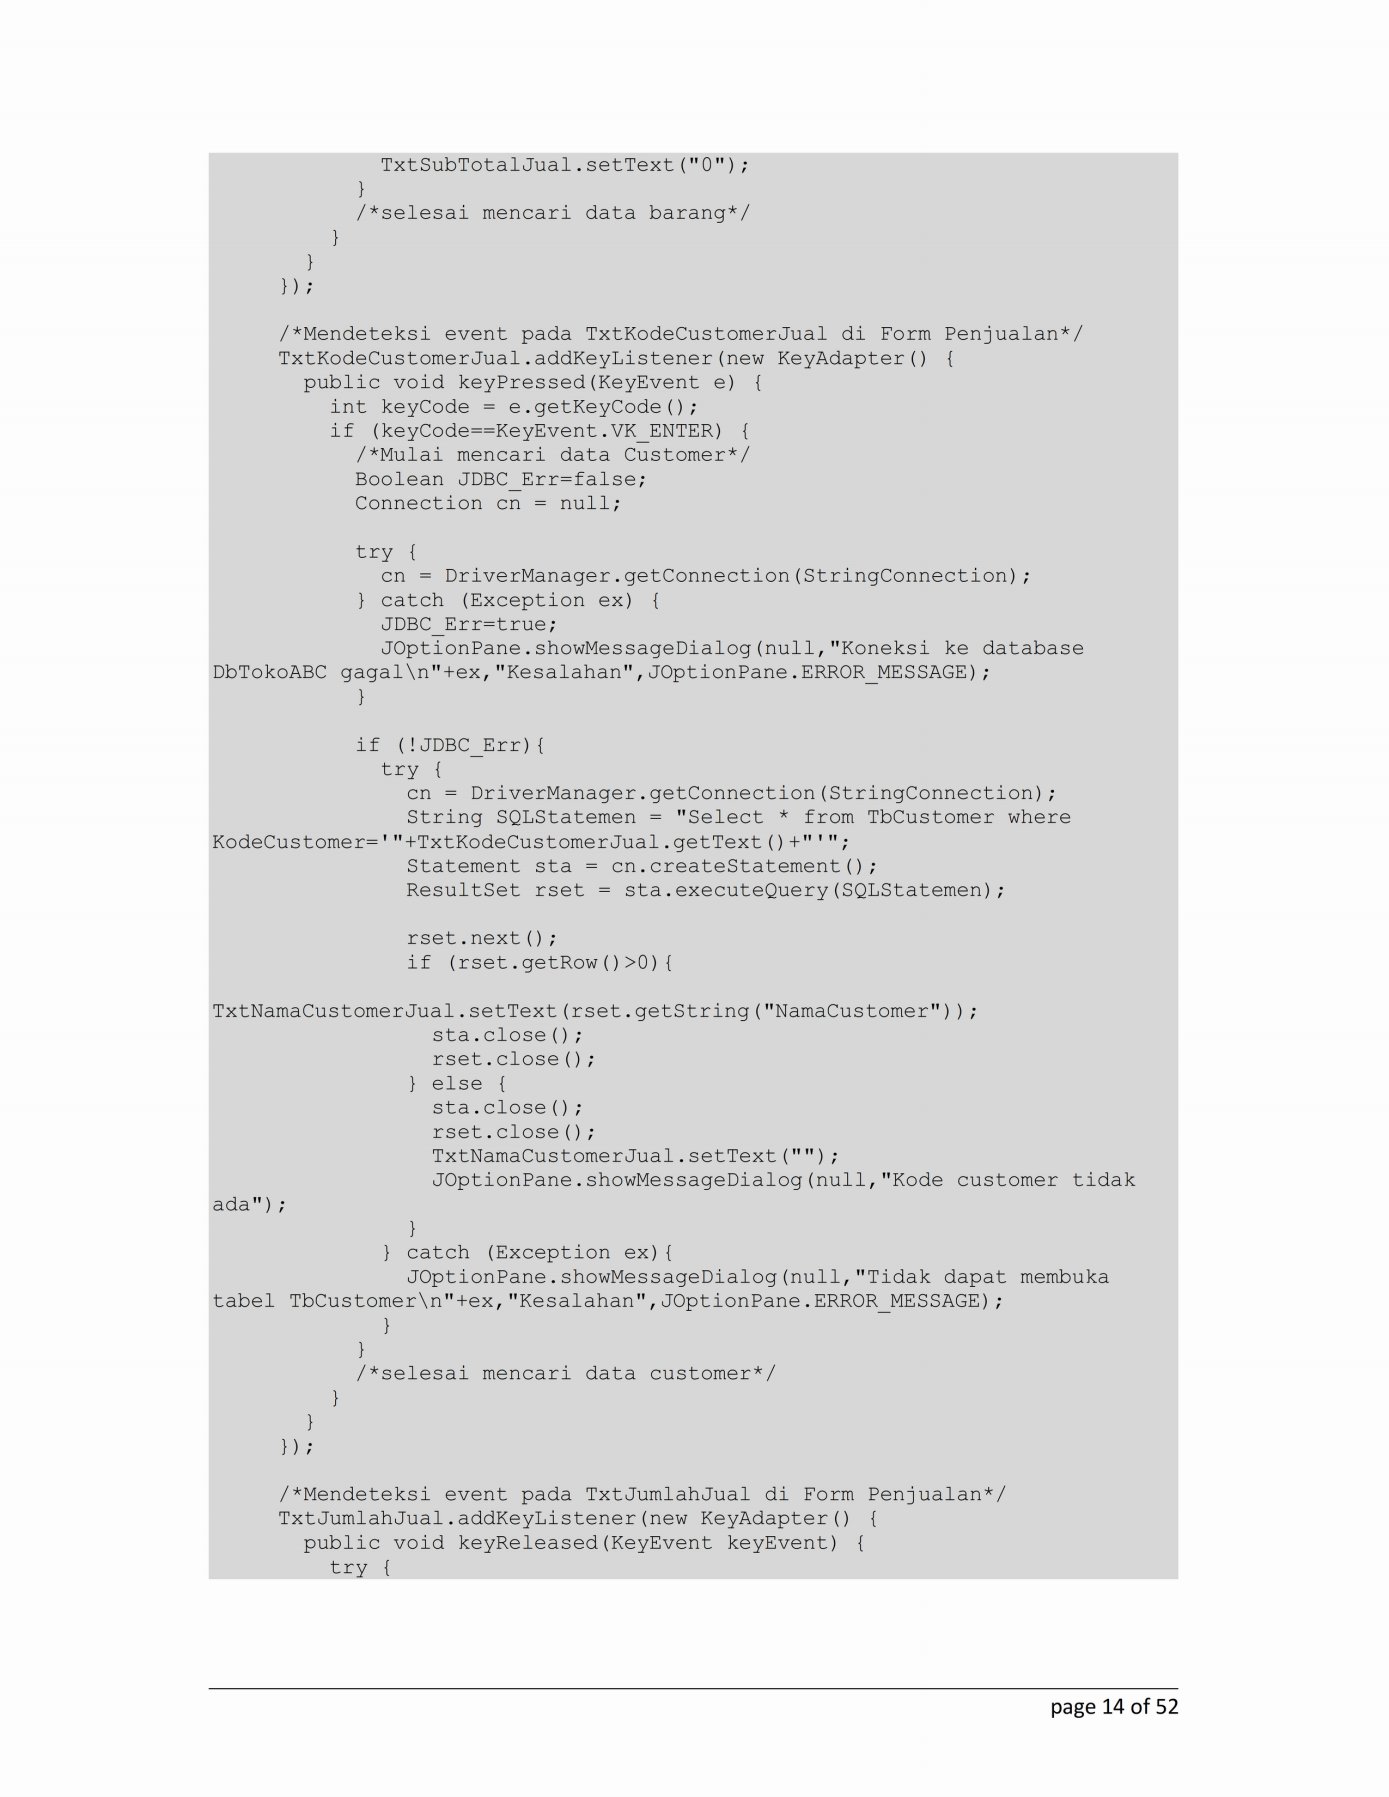 TxtSubTotalJual.setText("0");
}
/*selesai mencari data barang*/
}
}
});
/*Mendeteksi event pada TxtKodeCustomerJual di Form Penjualan*/
TxtKodeCustomerJual.addKeyListener(new KeyAdapter() {
public void keyPressed(KeyEvent e) {
int keyCode = e.getKeyCode();
if (keyCode==KeyEvent.VK_ENTER) {
/*Mulai mencari data Customer*/
Boolean JDBC_Err=false;
Connection cn = null;
try {
cn = DriverManager.getConnection(StringConnection);
} catch (Exception ex) {
JDBC_Err=true;
JOptionPane.showMessageDialog(null,"Koneksi ke database
DbTokoABC gagal\n"+ex,"Kesalahan",JOptionPane.ERROR_MESSAGE);
}
if (!JDBC_Err){
try {
cn = DriverManager.getConnection(StringConnection);
String SQLStatemen = "Select * from TbCustomer where
KodeCustomer='"+TxtKodeCustomerJual.getText()+"'";
Statement sta = cn.createStatement();
ResultSet rset = sta.executeQuery(SQLStatemen);
rset.next();
if (rset.getRow()>0){
TxtNamaCustomerJual.setText(rset.getString("NamaCustomer"));
sta.close();
rset.close();
} else {
sta.close();
rset.close();
TxtNamaCustomerJual.setText("");
JOptionPane.showMessageDialog(null,"Kode customer tidak
ada");
}
} catch (Exception ex){
JOptionPane.showMessageDialog(null,"Tidak dapat membuka
tabel TbCustomer\n"+ex,"Kesalahan",JOptionPane.ERROR_MESSAGE);
}
}
/*selesai mencari data customer*/
}
}
});
/*Mendeteksi event pada TxtJumlahJual di Form Penjualan*/
TxtJumlahJual.addKeyListener(new KeyAdapter() {
public void keyReleased(KeyEvent keyEvent) {
try {
page 14 of 52